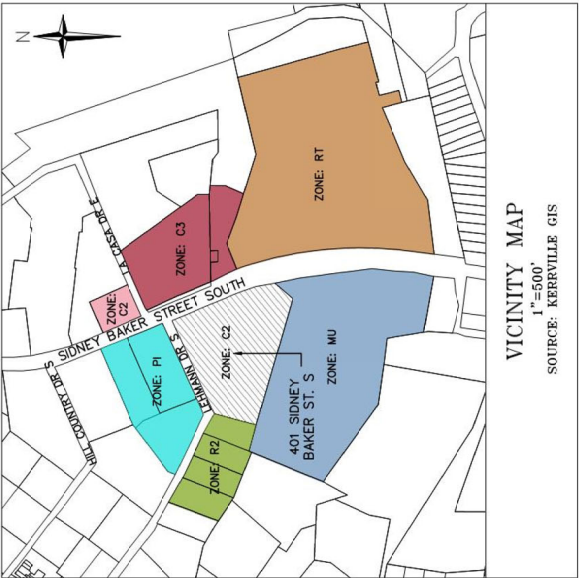 N
HILL COUNTRY DR S
SIDNEY BAKER STREET SOUTH
LA CASA DR E
LEHMANN DR S
ZONE: PI
ZONE:
C2
ZONE: C3
ZONE: RT
ZONE: R2
ZONE: C2
401 SIDNEY
BAKER ST. S
ZONE: MU
VICINITY MAP
1"=500'
SOURCE: KERRVILLE GIS